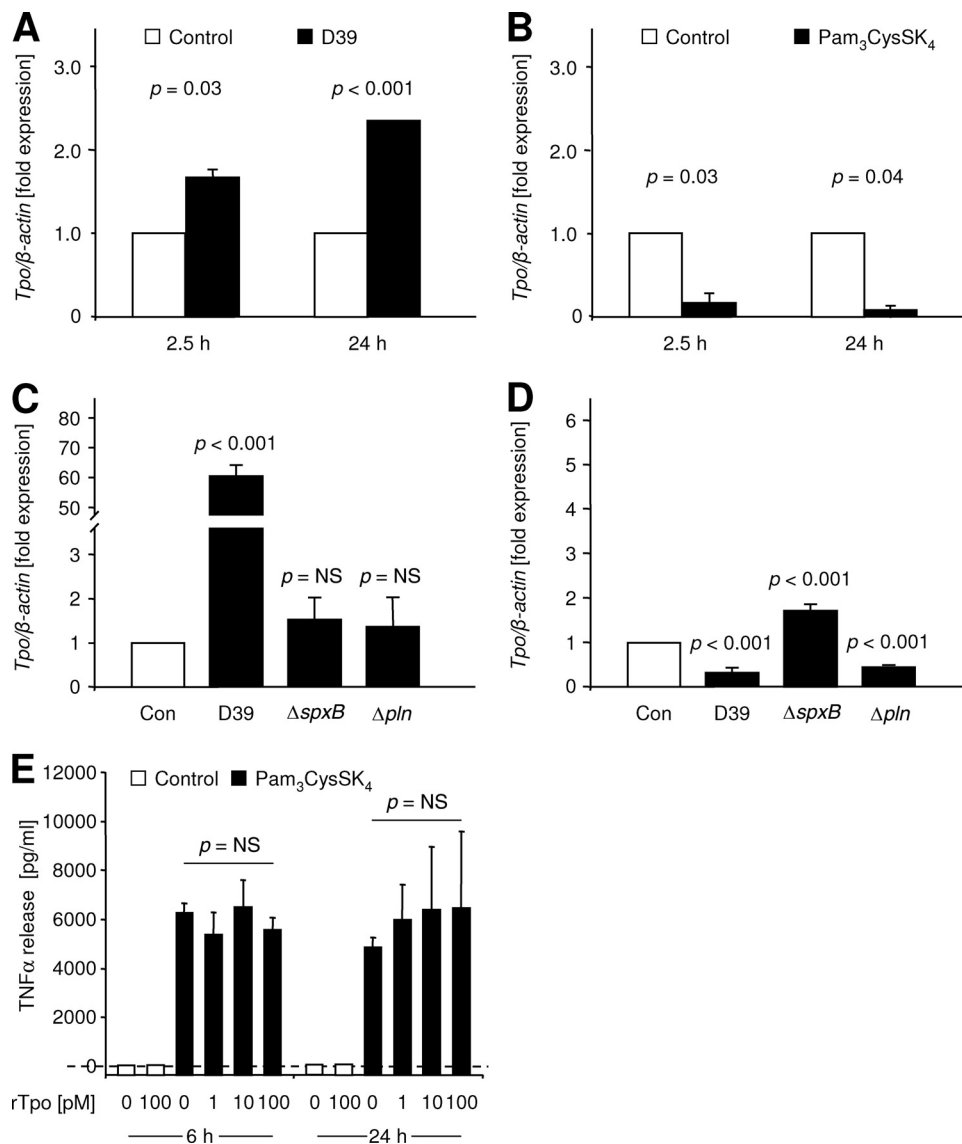 A
Control D39
Tpo/β-actin [fold expression]
3.0
2.0
1.0
0
p = 0.03
p < 0.001
2.5 h 24 h
B
Control Pam3CysSK4
Tpo/β-actin [fold expression]
3.0
2.0
1.0
0
p = 0.03
p = 0.04
2.5 h 24 h
C
Tpo/β-actin [fold expression]
80
70
60
50
3
2
1
0
p < 0.001
p = NS
p = NS
Con D39 ΔspxB Δpln
D
Tpo/β-actin [fold expression]
6
5
4
3
2
1
0
p < 0.001
p < 0.001
p < 0.001
Con D39 ΔspxB Δpln
E
Control Pam3CysSK4
TNFα release [pg/ml]
12000
10000
8000
6000
4000
2000
0
p = NS
p = NS
rTpo [pM] 0 100 0 1 10 100 0 100 0 1 10 100
6 h 24 h